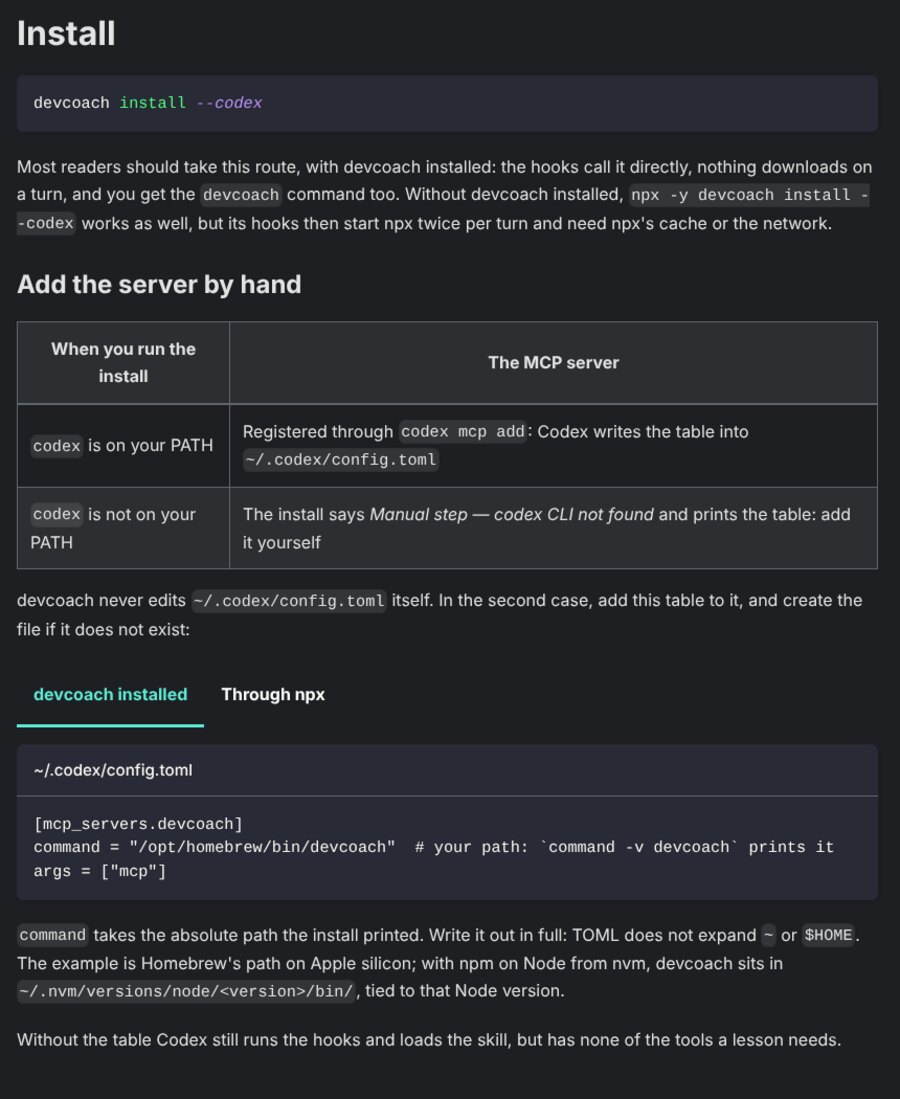 Install
devcoach install --codex
Most readers should take this route, with devcoach installed: the hooks call it directly, nothing downloads on
a turn, and you get the devcoach command too. Without devcoach installed, npx -y devcoach install -
-codex works as well, but its hooks then start npx twice per turn and need npx's cache or the network.
Add the server by hand
When you run the
install
The MCP server
codex is on your PATH
Registered through codex mcp add: Codex writes the table into
~/.codex/config.toml
codex is not on your
PATH
The install says Manual step — codex CLI not found and prints the table: add
it yourself
devcoach never edits ~/.codex/config.toml itself. In the second case, add this table to it, and create the
file if it does not exist:
devcoach installed
Through npx
~/.codex/config.toml
[mcp_servers.devcoach]
command = "/opt/homebrew/bin/devcoach"  # your path: `command -v devcoach` prints it
args = ["mcp"]
command takes the absolute path the install printed. Write it out in full: TOML does not expand ~ or $HOME.
The example is Homebrew's path on Apple silicon; with npm on Node from nvm, devcoach sits in
~/.nvm/versions/node/<version>/bin/, tied to that Node version.
Without the table Codex still runs the hooks and loads the skill, but has none of the tools a lesson needs.